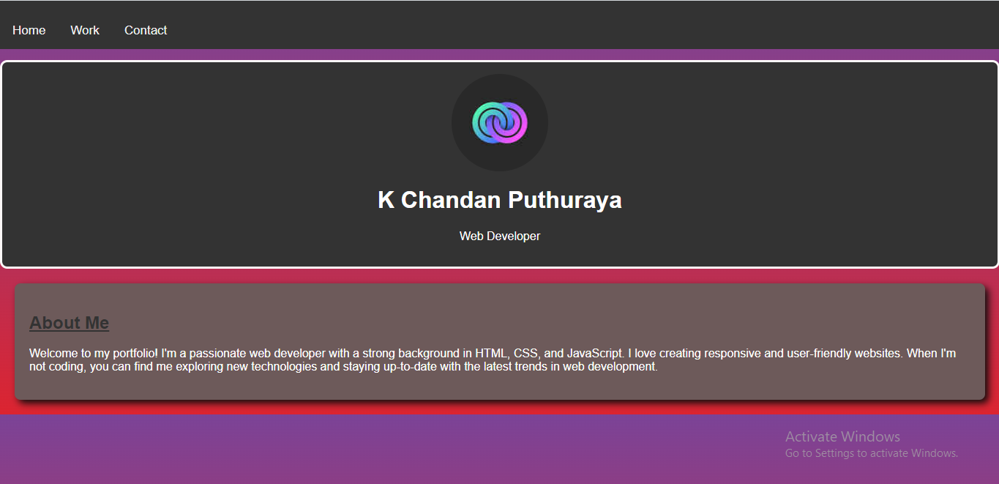 Home Work Contact
K Chandan Puthuraya
Web Developer
About Me
Welcome to my portfolio! I'm a passionate web developer with a strong background in HTML, CSS, and JavaScript. I love creating responsive and user-friendly websites. When I'm
not coding, you can find me exploring new technologies and staying up-to-date with the latest trends in web development.
Activate Windows
Go to Settings to activate Windows.